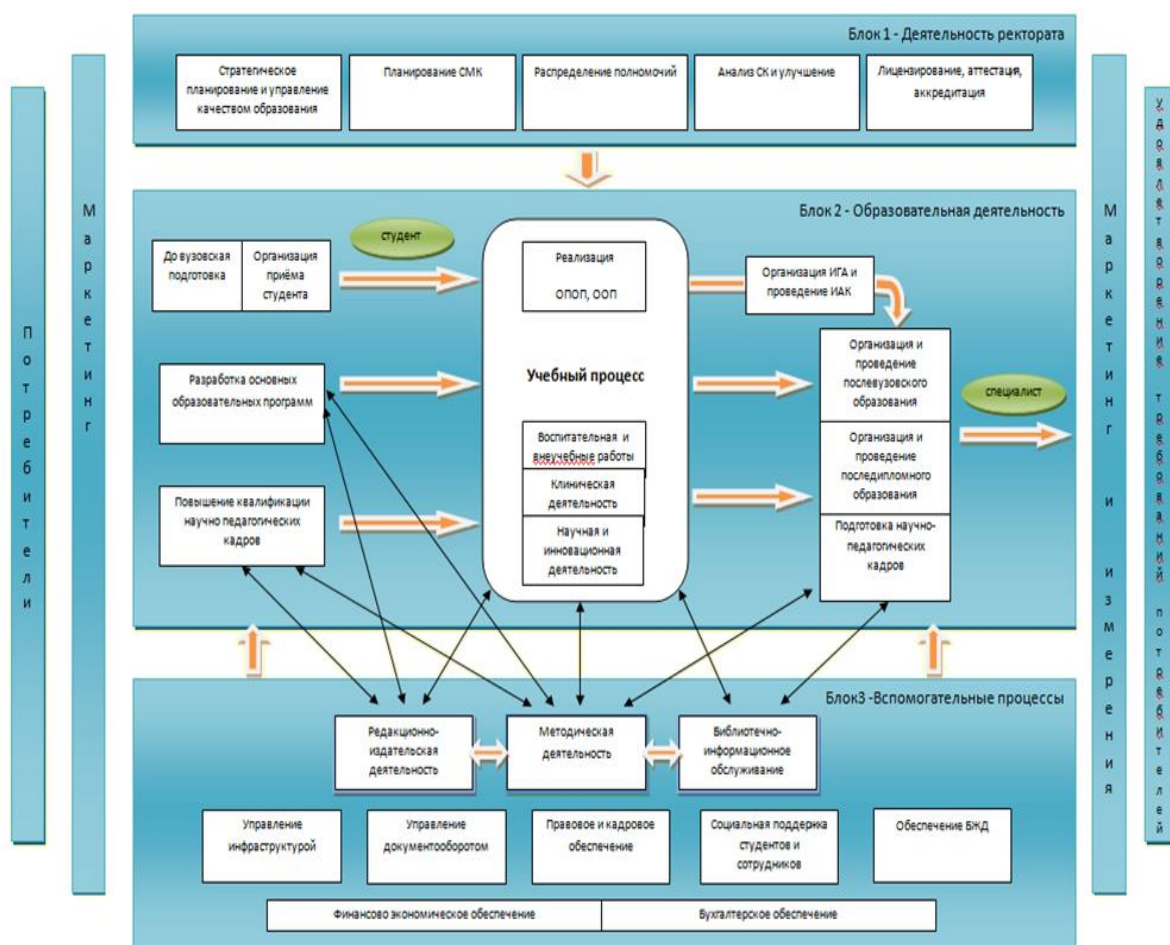 Блок 1 - Деятельность ректората
Стратегическое
планирование и управление
качеством образования
Планирование СМК
Распределение полномочий
Анализ СК и улучшение
Лицензирование, аттестация,
аккредитация
Потребители
Маркетинг
Блок 2 - Образовательная деятельность
До вузовская
подготовка
Организация
приёма
студента
студент
Реализация
ОПОП, ООП
Организация ИГА и
проведение ИАК
Разработка основных
образовательных программ
Учебный процесс
Организация и
проведение
послевузовского
образования
специалист
Воспитательная и
внеучебные работы
Клиническая
деятельность
Научная и
инновационная
деятельность
Организация и
проведение
последипломного
образования
Повышение квалификации
научно педагогических
кадров
Подготовка научно-
педагогических
кадров
Блок3 -Вспомогательные процессы
Редакционно-
издательская
деятельность
Методическая
деятельность
Библиотечно-
информационное
обслуживание
Управление
инфраструктурой
Управление
документооборотом
Правовое и кадровое
обеспечение
Социальная поддержка
студентов и
сотрудников
Обеспечение БЖД
Финансово экономическое обеспечение
Бухгалтерское обеспечение
Маркетинг и измерения
Удовлетворение требований потребителей